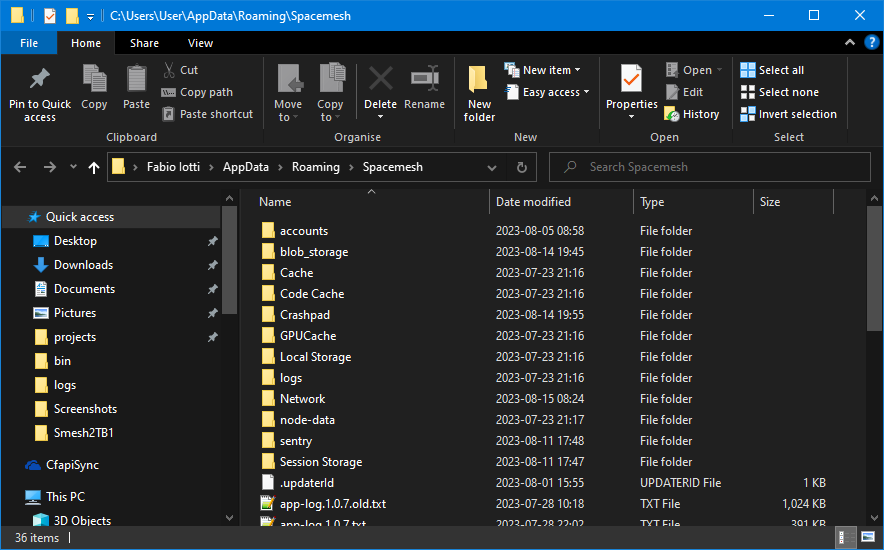 C:\Users\User\AppData\Roaming\Spacemesh
File Home Share View
Pin to Quick access
Copy
Paste
Cut
Copy path
Paste shortcut
Clipboard
Move to
Copy to
Delete
Rename
Organise
New folder
New item
Easy access
New
Properties
Open
Edit
History
Open
Select all
Select none
Invert selection
Select
Fabio Iotti > AppData > Roaming > Spacemesh
Search Spacemesh
Quick access
Desktop
Downloads
Documents
Pictures
projects
bin
logs
Screenshots
Smesh2TB1
CfapiSync
This PC
3D Objects
Name Date modified Type Size
accounts 2023-08-05 08:58 File folder
blob_storage 2023-08-14 19:45 File folder
Cache 2023-07-23 21:16 File folder
Code Cache 2023-07-23 21:16 File folder
Crashpad 2023-08-14 19:55 File folder
GPUCache 2023-07-23 21:16 File folder
Local Storage 2023-07-23 21:16 File folder
logs 2023-07-23 21:16 File folder
Network 2023-08-15 08:24 File folder
node-data 2023-07-23 21:17 File folder
sentry 2023-08-11 17:48 File folder
Session Storage 2023-08-11 17:47 File folder
.updaterId 2023-08-01 15:55 UPDATERID File 1 KB
app-log.1.0.7.old.txt 2023-07-28 10:18 TXT File 1,024 KB
app-log.1.0.7.txt 2023-07-28 22:02 TXT File 391 KB
36 items